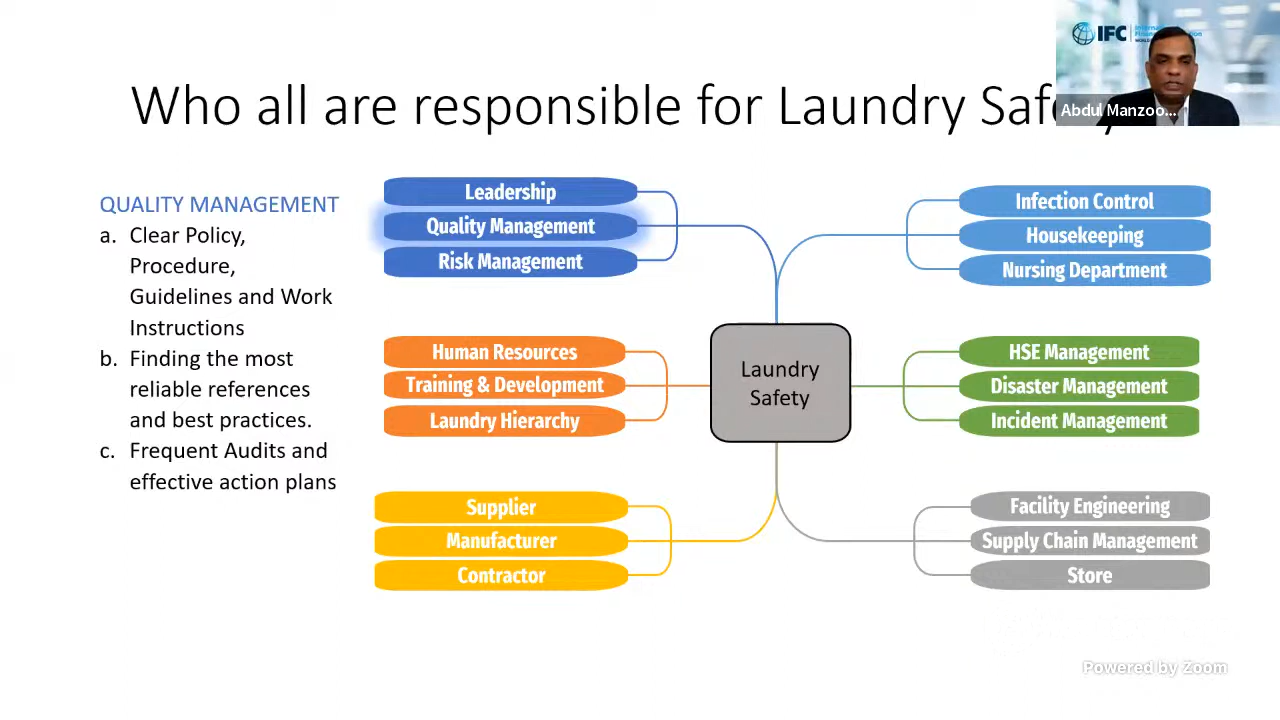 IFC
Who all are responsible for Laundry Safety
Abdul Manzoo...
QUALITY MANAGEMENT
a. Clear Policy,
Procedure,
Guidelines and Work
Instructions
b. Finding the most
reliable references
and best practices.
c. Frequent Audits and
effective action plans
Leadership
Quality Management
Risk Management
Human Resources
Training & Development
Laundry Hierarchy
Supplier
Manufacturer
Contractor
Laundry
Safety
Infection Control
Housekeeping
Nursing Department
HSE Management
Disaster Management
Incident Management
Facility Engineering
Supply Chain Management
Store
Powered by Zoom